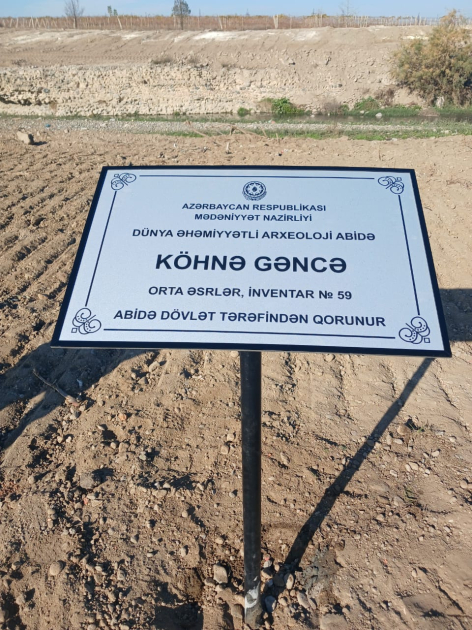 AZƏRBAYCAN RESPUBLİKASI
MƏDƏNİYYƏT NAZİRLİYİ
DÜNYA ƏHƏMİYYƏTLİ ARXEOLOJİ ABİDƏ
KÖHNƏ GƏNCƏ
ORTA ƏSRLƏR, İNVENTAR № 59
ABİDƏ DÖVLƏT TƏRƏFİNDƏN QORUNUR